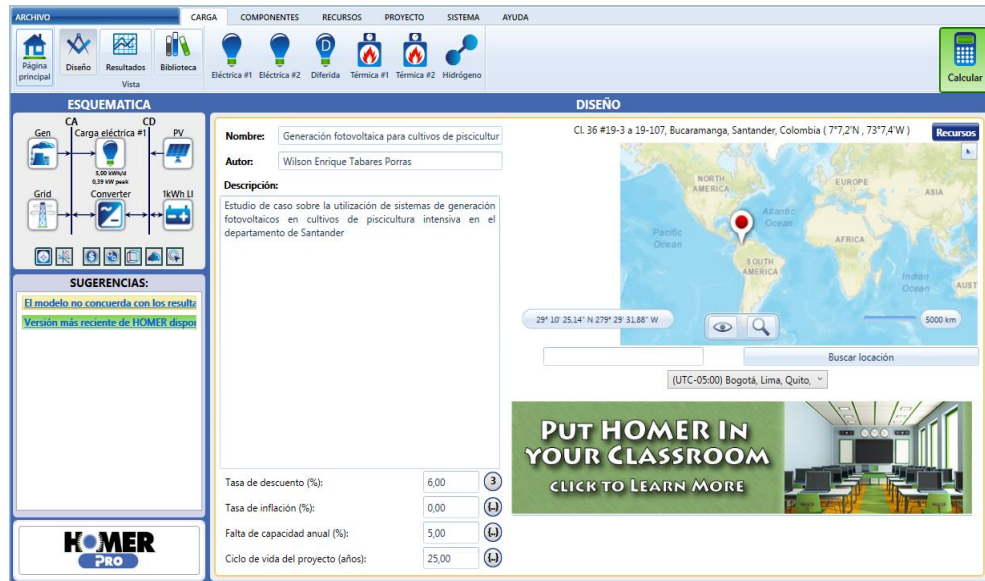 ARCHIVO CARGA COMPONENTES RECURSOS PROYECTO SISTEMA AYUDA
Página principal
Diseño
Resultados
Biblioteca
Vista
Eléctrica #1
Eléctrica #2
Diferida
Térmica #1
Térmica #2
Hidrógeno
Calcular
ESQUEMATICA
CA CD
Gen Carga eléctrica #1 PV
5,00 kWh/d
0,39 kW peak
Grid Converter 1kWh LI
SUGERENCIAS:
El modelo no concuerda con los resulta
Versión más reciente de HOMER dispor
HOMER
PRO
DISEÑO
Nombre: Generación fotovoltaica para cultivos de piscicultur
Autor: Wilson Enrique Tabares Porras
Descripción:
Estudio de caso sobre la utilización de sistemas de generación
fotovoltaicos en cultivos de piscicultura intensiva en el
departamento de Santander
Tasa de descuento (%): 6,00 3
Tasa de inflación (%): 0,00 {..}
Falta de capacidad anual (%): 5,00 {..}
Ciclo de vida del proyecto (años): 25,00 {..}
CL 36 #19-3 a 19-107, Bucaramanga, Santander, Colombia ( 7°7,2'N , 73°7,4'W )
Recursos
NORTH
AMERICA
EUROPE
ASIA
Atlantic
Ocean
Pacific
Ocean
AFRICA
SOUTH
AMERICA
Indian
Ocean
AUST
29° 10' 25,14" N 279° 29' 31,88" W
5000 km
Buscar locación
(UTC-05:00) Bogotá, Lima, Quito,
PUT HOMER IN
YOUR CLASSROOM
CLICK TO LEARN MORE